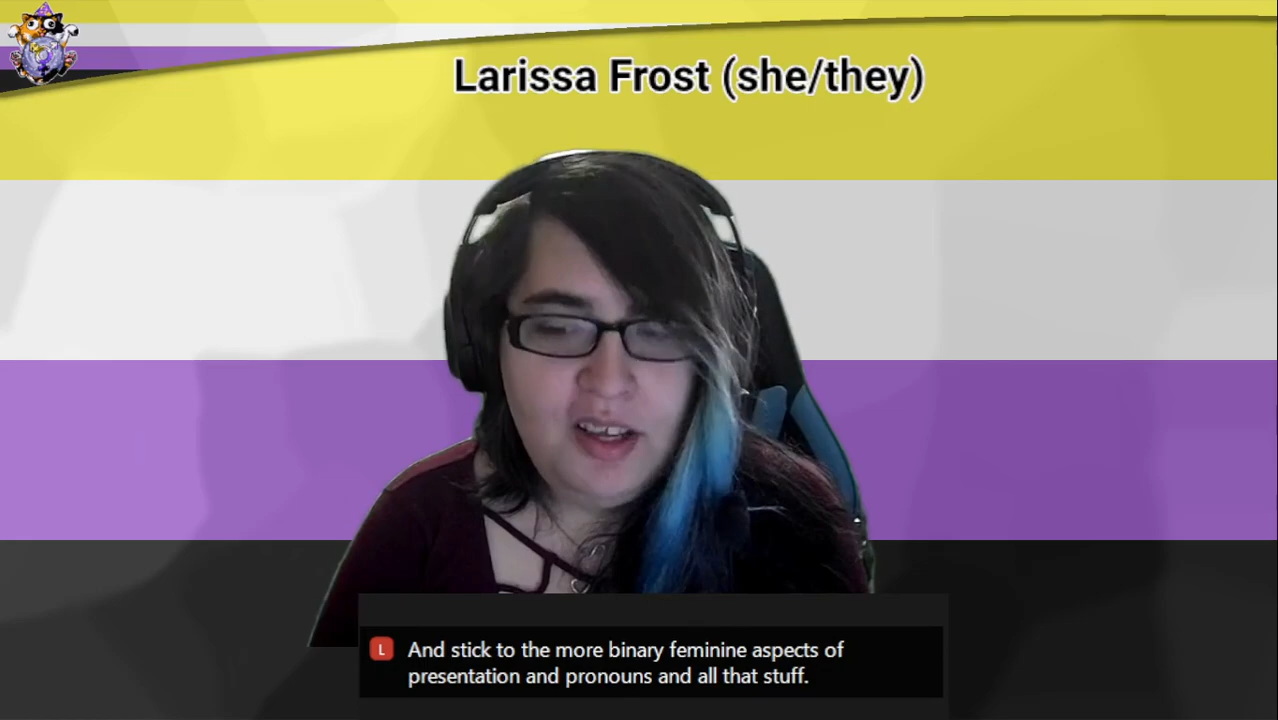 Larissa Frost (she/they)
L
And stick to the more binary feminine aspects of
presentation and pronouns and all that stuff.